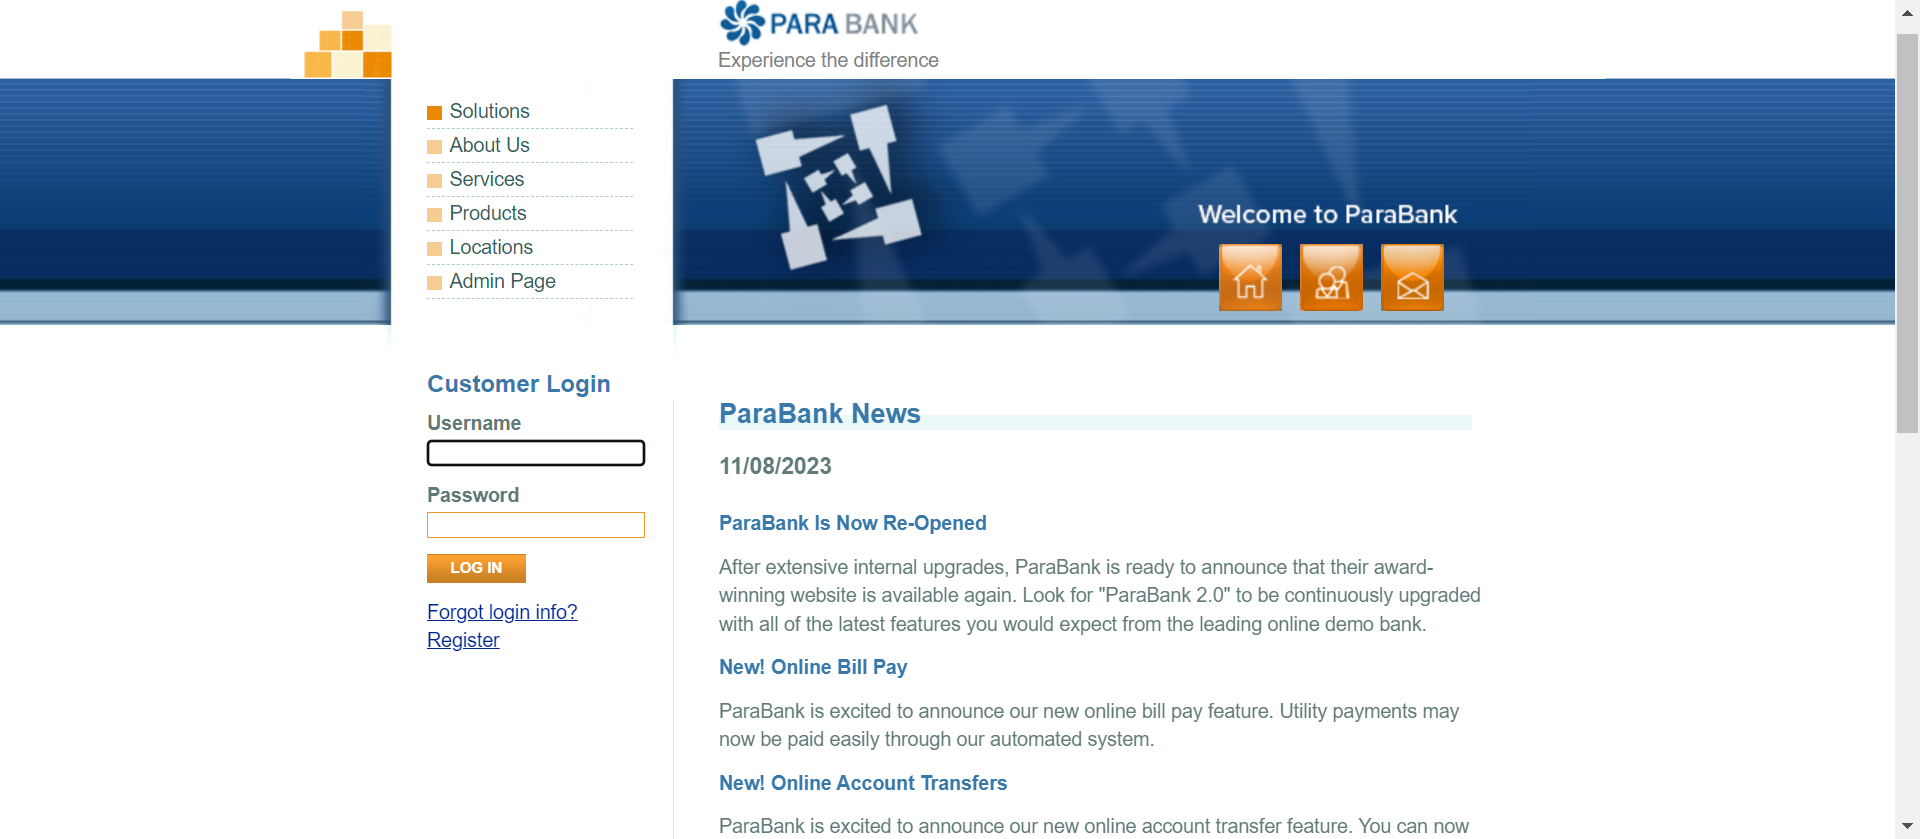 PARA BANK
Experience the difference
Solutions
About Us
Services
Products
Locations
Admin Page
Welcome to ParaBank
Customer Login
Username
Password
LOG IN
Forgot login info?
Register
ParaBank News
11/08/2023
ParaBank Is Now Re-Opened
After extensive internal upgrades, ParaBank is ready to announce that their award-
winning website is available again. Look for "ParaBank 2.0" to be continuously upgraded
with all of the latest features you would expect from the leading online demo bank.
New! Online Bill Pay
ParaBank is excited to announce our new online bill pay feature. Utility payments may
now be paid easily through our automated system.
New! Online Account Transfers
ParaBank is excited to announce our new online account transfer feature. You can now